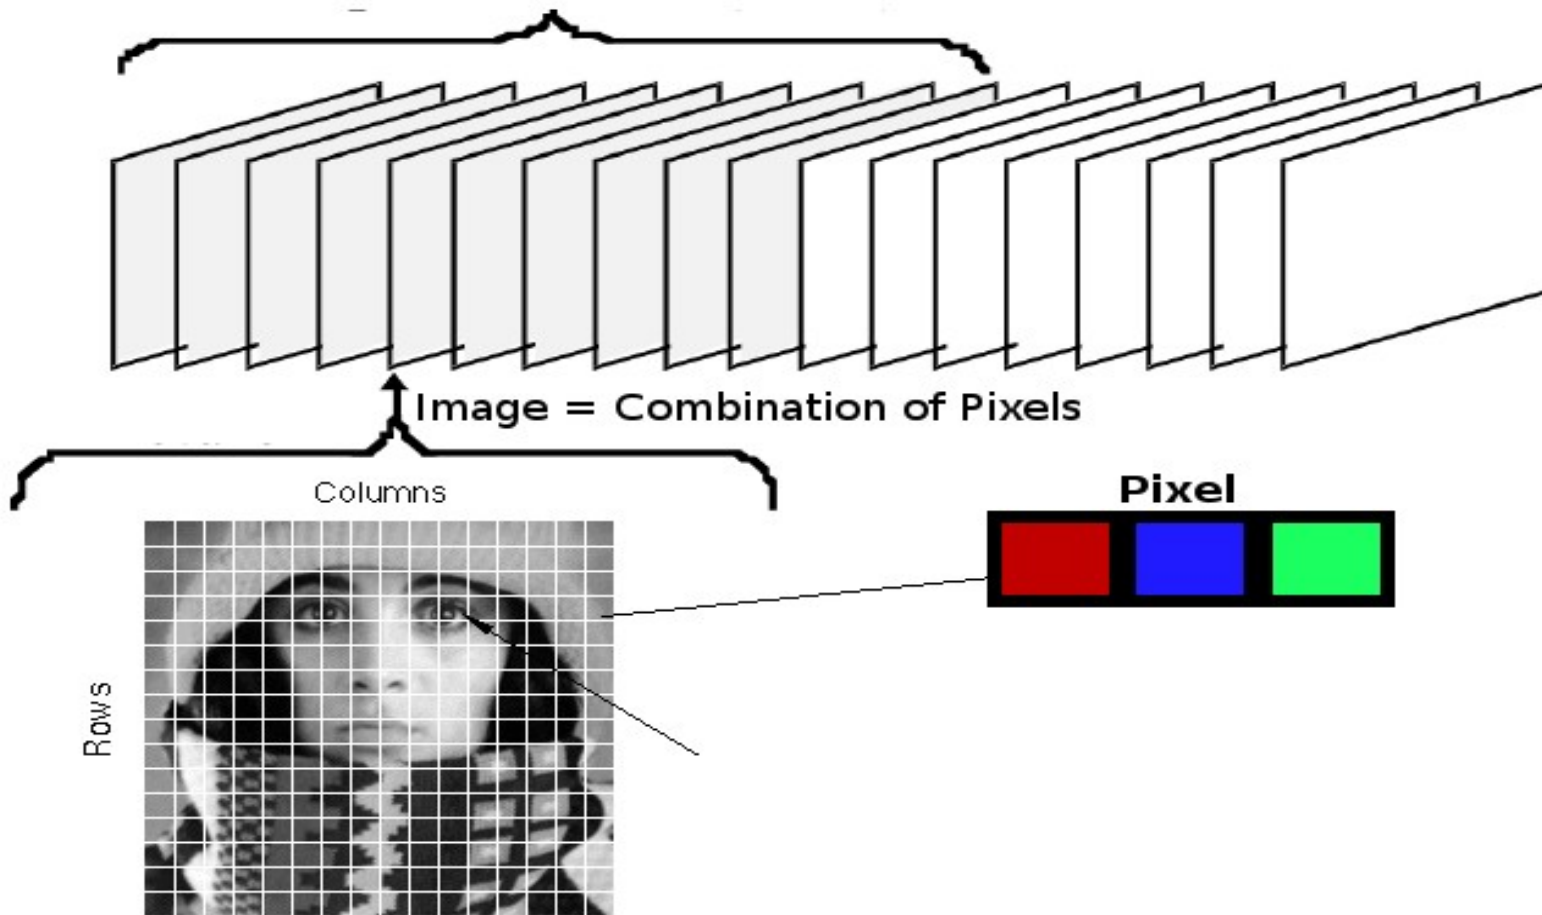 Image = Combination of Pixels
Columns
Pixel
Rows